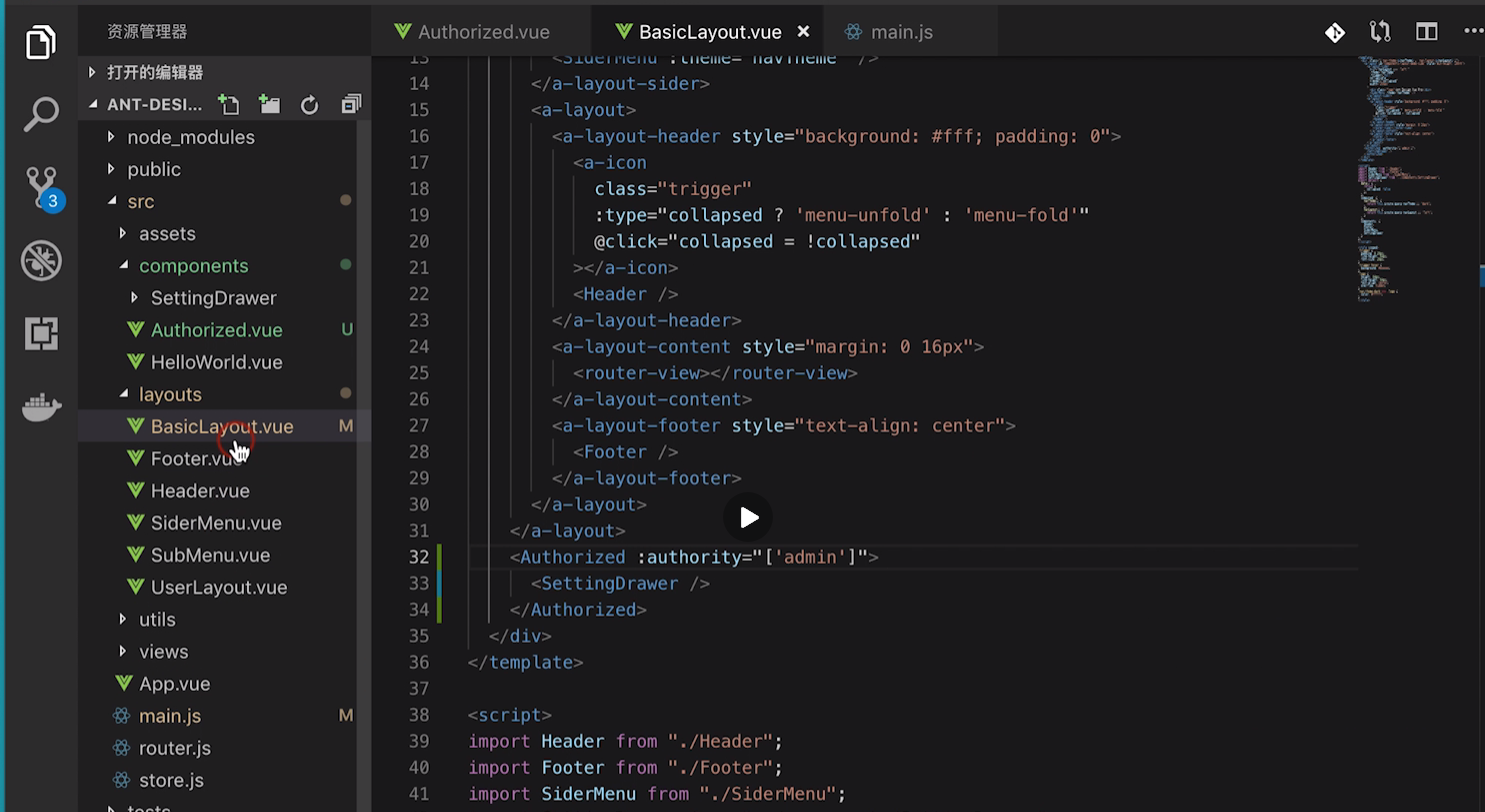 资源管理器
打开的编辑器
ANT-DESI...
node_modules
public
src
assets
components
SettingDrawer
Authorized.vue U
HelloWorld.vue
layouts
BasicLayout.vue M
Footer.vue
Header.vue
SiderMenu.vue
SubMenu.vue
UserLayout.vue
utils
views
App.vue
main.js M
router.js
store.js
tests
3
Authorized.vue BasicLayout.vue × main.js
13 <SiderMenu :theme="navTheme" />
14 </a-layout-sider>
15 <a-layout>
16 <a-layout-header style="background: #fff; padding: 0">
17 <a-icon
18 class="trigger"
19 :type="collapsed ? 'menu-unfold' : 'menu-fold'"
20 @click="collapsed = !collapsed"
21 ></a-icon>
22 <Header />
23 </a-layout-header>
24 <a-layout-content style="margin: 0 16px">
25 <router-view></router-view>
26 </a-layout-content>
27 <a-layout-footer style="text-align: center">
28 <Footer />
29 </a-layout-footer>
30 </a-layout>
31 </a-layout>
32 <Authorized :authority="['admin']">
33 <SettingDrawer />
34 </Authorized>
35 </div>
36 </template>
37
38 <script>
39 import Header from "./Header";
40 import Footer from "./Footer";
41 import SiderMenu from "./SiderMenu";